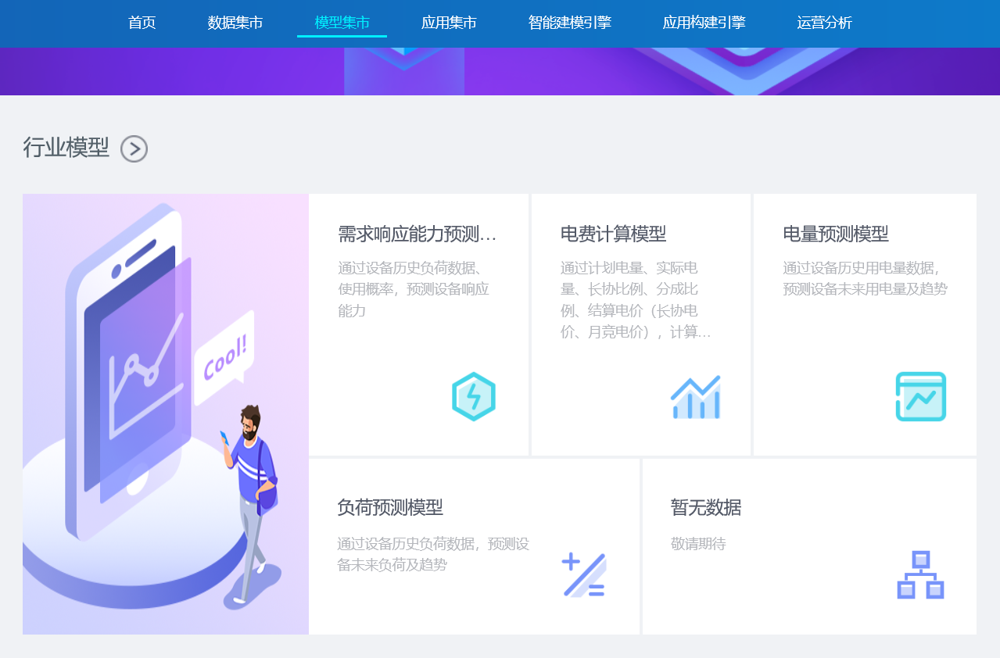 首页 数据集市 模型集市 应用集市 智能建模引擎 应用构建引擎 运营分析
行业模型
Cool!
需求响应能力预测…
通过设备历史负荷数据、
使用概率，预测设备响应
能力
电费计算模型
通过计划电量、实际电
量、长协比例、分成比
例、结算电价（长协电
价、月竞电价），计算…
电量预测模型
通过设备历史用电量数据，
预测设备未来用电量及趋势
负荷预测模型
通过设备历史负荷数据，预测设
备未来负荷及趋势
暂无数据
敬请期待